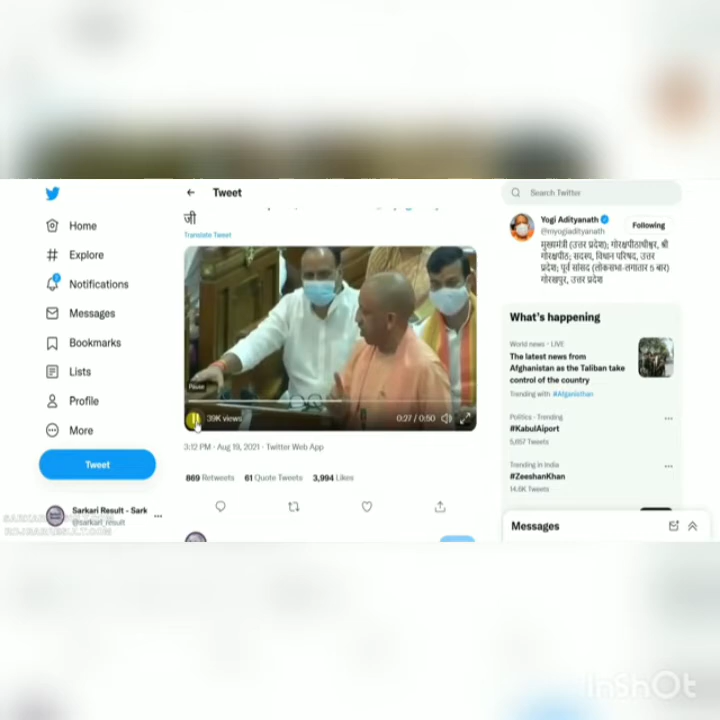 Tweet
Search Twitter
Home
Explore
Notifications
Messages
Bookmarks
Lists
Profile
More
Tweet
Sarkari Result - Sark
@sarkari_result
जी
Translate Tweet
Pause
39K views
0:27 / 0:50
3:12 PM · Aug 19, 2021 · Twitter Web App
869 Retweets 61 Quote Tweets 3,994 Likes
Yogi Adityanath
@myogiadityanath
Following
मुख्यमंत्री (उत्तर प्रदेश); गोरक्षपीठाधीश्वर, श्री
गोरक्षपीठ; सदस्य, विधान परिषद, उत्तर
प्रदेश; पूर्व सांसद (लोकसभा-लगातार 5 बार)
गोरखपुर, उत्तर प्रदेश
What's happening
World news · LIVE
The latest news from
Afghanistan as the Taliban take
control of the country
Trending with #Afganisthan
Politics · Trending
#KabulAiport
5,657 Tweets
Trending in India
#ZeeshanKhan
14.6K Tweets
Messages
InShOt